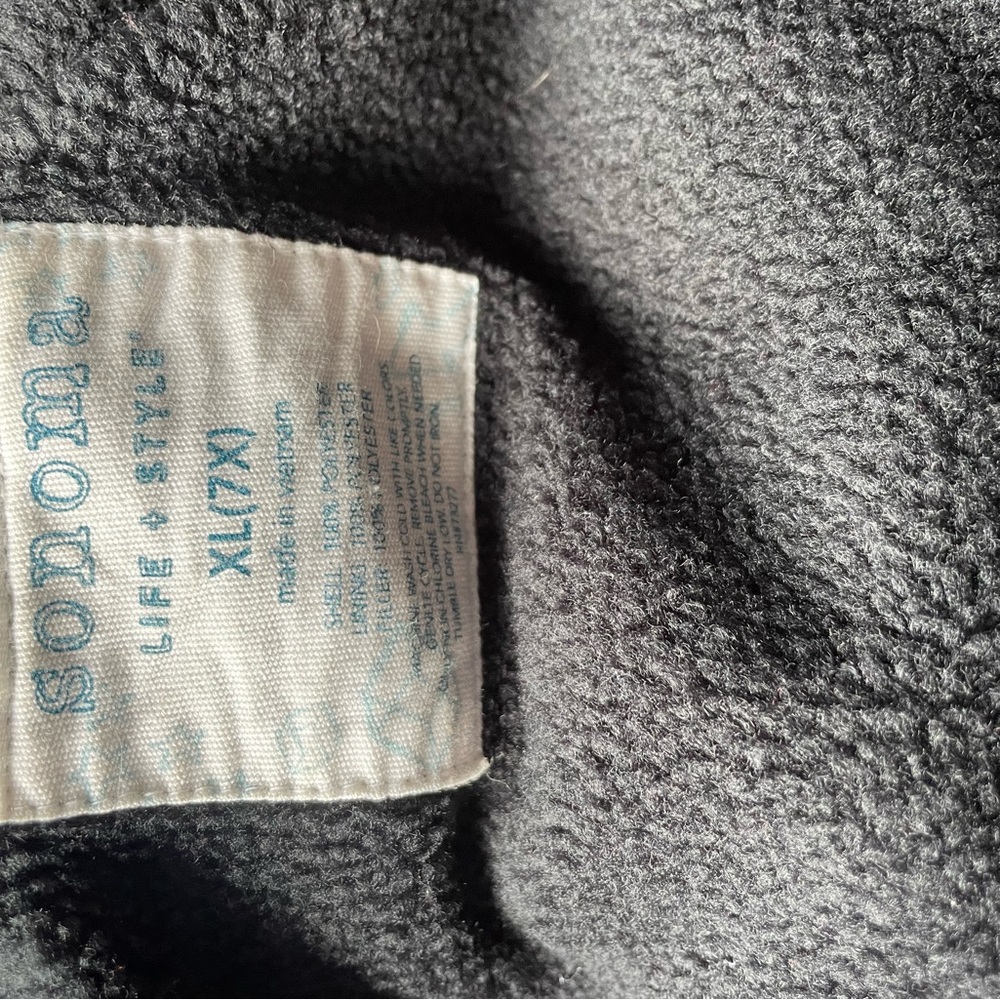 sonoma
LIFE + STYLE®
XL(7X)
made in vietnam
SHELL 100% POLYESTER
LINING 100% POLYESTER
FILLER 100% POLYESTER
MACHINE WASH COLD WITH LIKE COLORS.
GENTLE CYCLE. REMOVE PROMPTLY.
ONLY NON-CHLORINE BLEACH WHEN NEEDED
TUMBLE DRY LOW. DO NOT IRON.